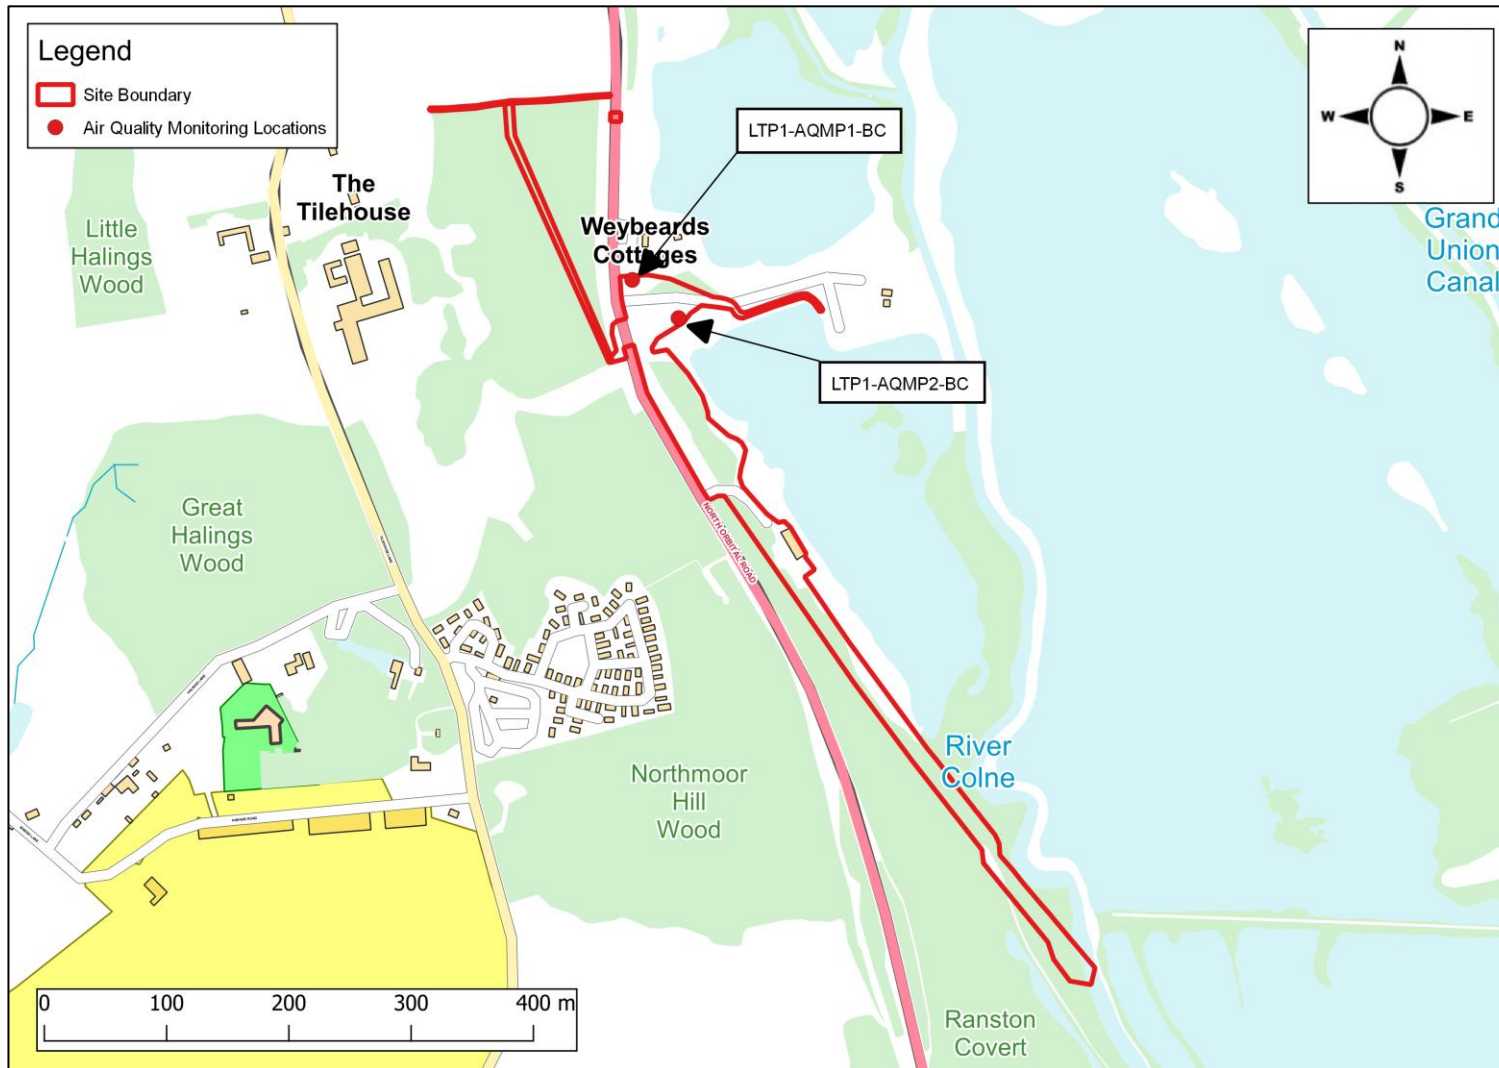 Legend
Site Boundary
Air Quality Monitoring Locations
N
W
E
S
LTP1-AQMP1-BC
The
Tilehouse
Weybeards
Cottages
Little
Halings
Wood
Grand
Union
Canal
LTP1-AQMP2-BC
Great
Halings
Wood
NORTH ORBITAL ROAD
River
Colne
Northmoor
Hill
Wood
Ranston
Covert
0
100
200
300
400 m